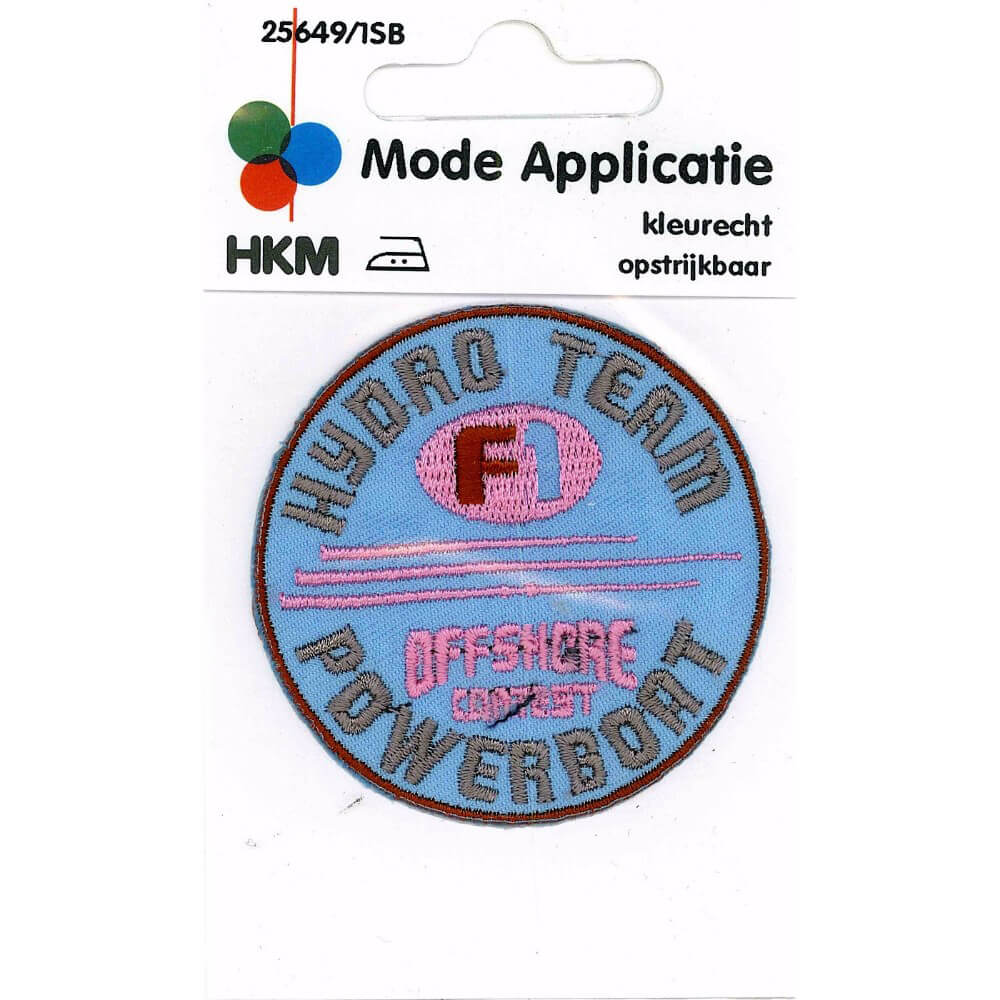 25649/1SB
Mode Applicatie
kleurecht
HKM
opstrijkbaar
HYDRO TEAM
F1
OFFSHORE
CONTEST
POWERBOAT